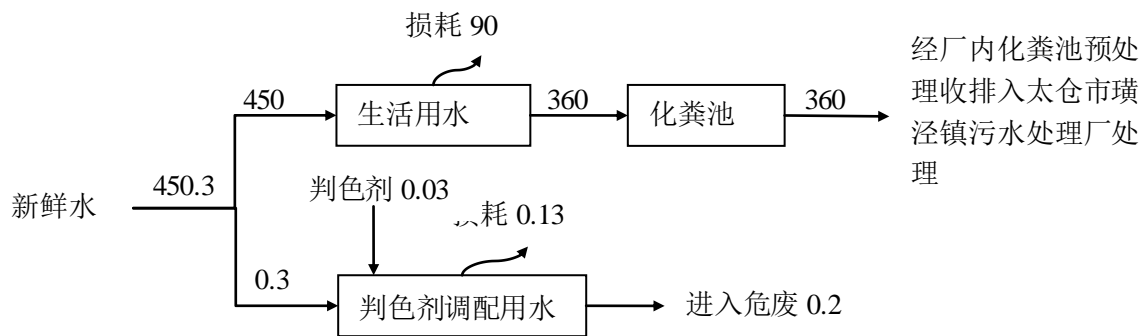 损耗 90
经厂内化粪池预处
理收排入太仓市璜
泾镇污水处理厂处
理
450
生活用水
360
化粪池
360
新鲜水
450.3
判色剂 0.03
损耗 0.13
0.3
判色剂调配用水
进入危废 0.2